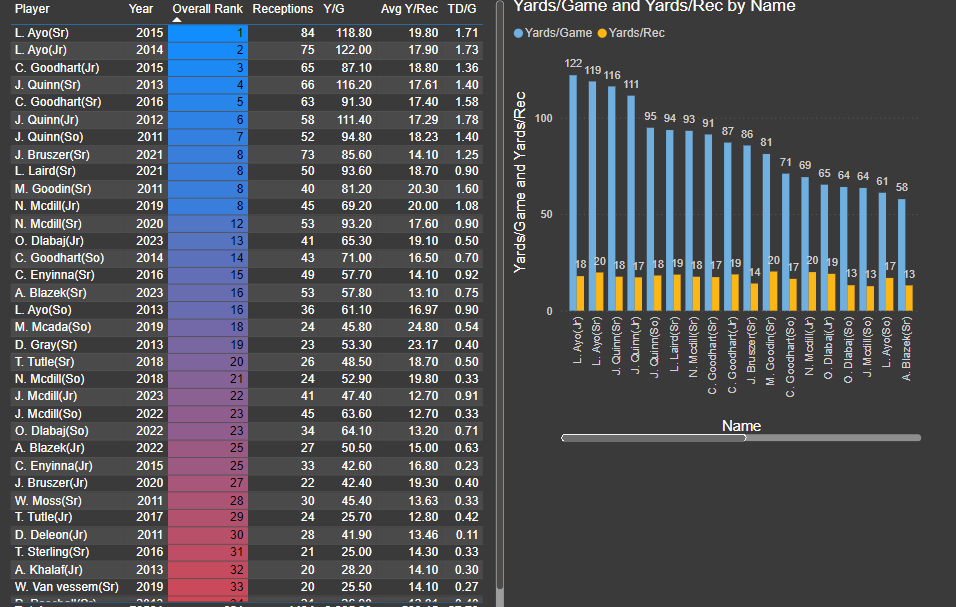 Player Year Overall Rank Receptions Y/G Avg Y/Rec TD/G
L. Ayo(Sr) 2015 1 84 118.80 19.80 1.71
L. Ayo(Jr) 2014 2 75 122.00 17.90 1.73
C. Goodhart(Jr) 2015 3 65 87.10 18.80 1.36
J. Quinn(Sr) 2013 4 66 116.20 17.61 1.40
C. Goodhart(Sr) 2016 5 63 91.30 17.40 1.58
J. Quinn(Jr) 2012 6 58 111.40 17.29 1.78
J. Quinn(So) 2011 7 52 94.80 18.23 1.40
J. Bruszer(Sr) 2021 8 73 85.60 14.10 1.25
L. Laird(Sr) 2021 8 50 93.60 18.70 0.90
M. Goodin(Sr) 2011 8 40 81.20 20.30 1.60
N. Mcdill(Jr) 2019 8 45 69.20 20.00 1.08
N. Mcdill(Sr) 2020 12 53 93.20 17.60 0.90
O. Dlabaj(Jr) 2023 13 41 65.30 19.10 0.50
C. Goodhart(So) 2014 14 43 71.00 16.50 0.70
C. Enyinna(Sr) 2016 15 49 57.70 14.10 0.92
A. Blazek(Sr) 2023 16 53 57.80 13.10 0.75
L. Ayo(So) 2013 16 36 61.10 16.97 0.90
M. Mcada(So) 2019 18 24 45.80 24.80 0.54
D. Gray(Sr) 2013 19 23 53.30 23.17 0.40
T. Tutle(Sr) 2018 20 26 48.50 18.70 0.50
N. Mcdill(So) 2018 21 24 52.90 19.80 0.33
J. Mcdill(Jr) 2023 22 41 47.40 12.70 0.91
J. Mcdill(So) 2022 23 45 63.60 12.70 0.33
O. Dlabaj(So) 2022 23 34 64.10 13.20 0.71
A. Blazek(Jr) 2022 25 27 50.50 15.00 0.63
C. Enyinna(Jr) 2015 25 33 42.60 16.80 0.23
J. Bruszer(Jr) 2020 27 22 42.40 19.30 0.40
W. Moss(Sr) 2011 28 30 45.40 13.63 0.33
T. Tutle(Jr) 2017 29 24 25.70 12.80 0.42
D. Deleon(Jr) 2011 30 28 41.90 13.46 0.11
T. Sterling(Sr) 2016 31 21 25.00 14.30 0.33
A. Khalaf(Jr) 2013 32 20 28.20 14.10 0.30
W. Van vessem(Sr) 2019 33 20 25.50 14.10 0.27
Yards/Game and Yards/Rec by Name
Yards/Game Yards/Rec
Yards/Game and Yards/Rec
100
50
0
122 119 116 111 95 94 93 91 87 86 81 71 69 65 64 64 61 58
18 20 18 17 18 19 18 17 19 14 20 17 20 19 13 13 17 13
L. Ayo(Jr)
L. Ayo(Sr)
J. Quinn(Sr)
J. Quinn(Jr)
J. Quinn(So)
L. Laird(Sr)
N. Mcdill(Sr)
C. Goodhart(Sr)
C. Goodhart(Jr)
J. Bruszer(Sr)
M. Goodin(Sr)
C. Goodhart(So)
N. Mcdill(Jr)
O. Dlabaj(Jr)
O. Dlabaj(So)
J. Mcdill(So)
L. Ayo(So)
A. Blazek(Sr)
Name